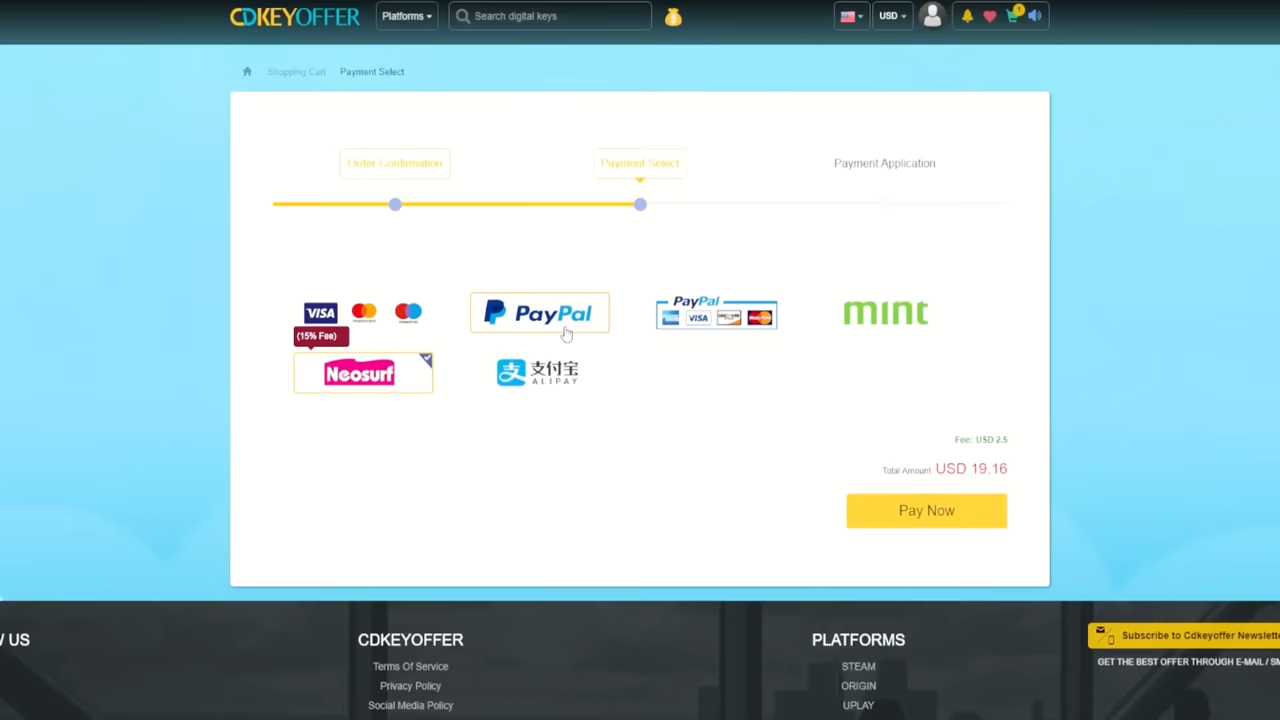 CDKEYOFFER
Platforms
Search digital keys
USD
1
Shopping Cart
Payment Select
Order Confirmation
Payment Select
Payment Application
VISA
PayPal
PayPal
VISA
mint
(15% Fee)
Neosurf
支付宝
ALIPAY
Fee: USD 2.5
Total Amount USD 19.16
Pay Now
W US
CDKEYOFFER
PLATFORMS
Subscribe to Cdkeyoffer Newslette
GET THE BEST OFFER THROUGH E-MAIL / SM
Terms Of Service
STEAM
Privacy Policy
ORIGIN
Social Media Policy
UPLAY